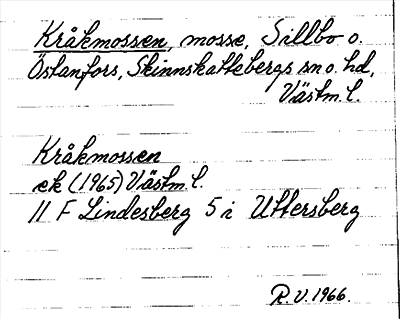 Kråkmossen, mosse, Sillbo o.
Östanfors, Skinnskattebergs sn o. hd,
Västm. l.
Kråkmossen
ek (1965) Västm. l.
11 F Lindesberg 5 i Uttersberg
R.V. 1966.